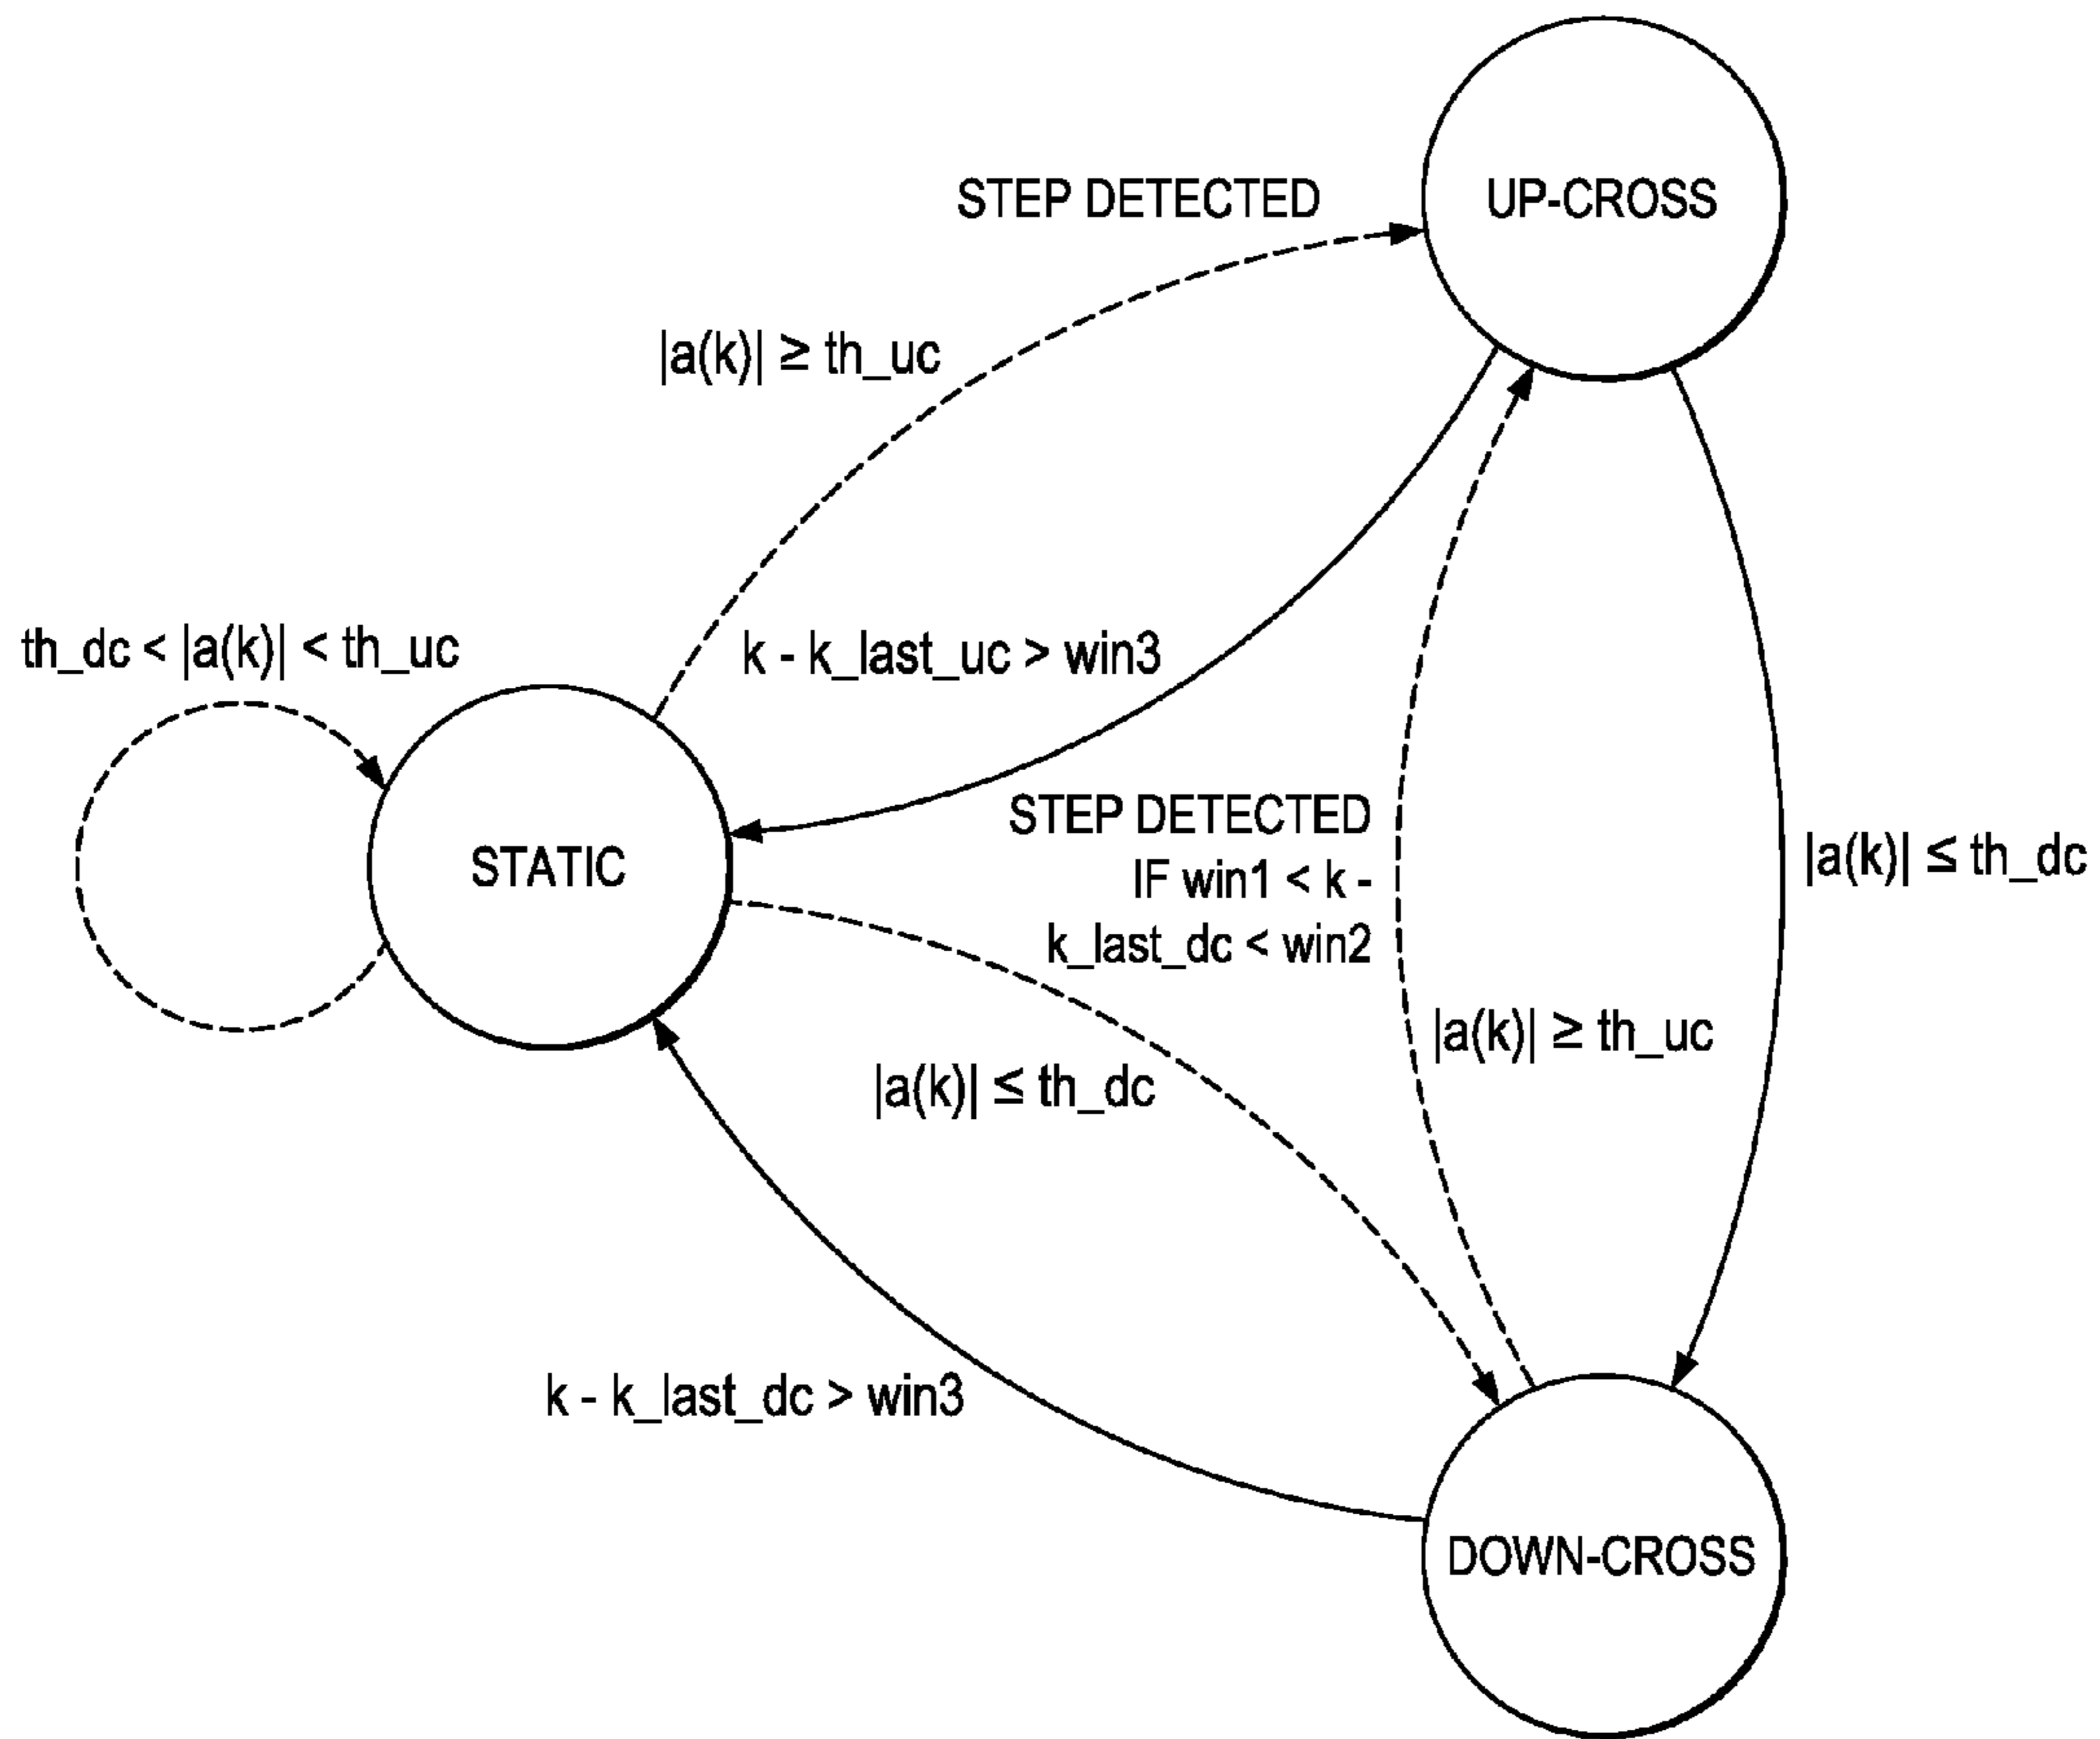 UP-CROSS
STEP DETECTED
|a(k)| ≥ th_uc
th_dc < |a(k)| < th_uc
k - k_last_uc > win3
STATIC
STEP DETECTED
IF win1 < k -
k_last_dc < win2
|a(k)| ≤ th_dc
|a(k)| ≥ th_uc
|a(k)| ≤ th_dc
k - k_last_dc > win3
DOWN-CROSS